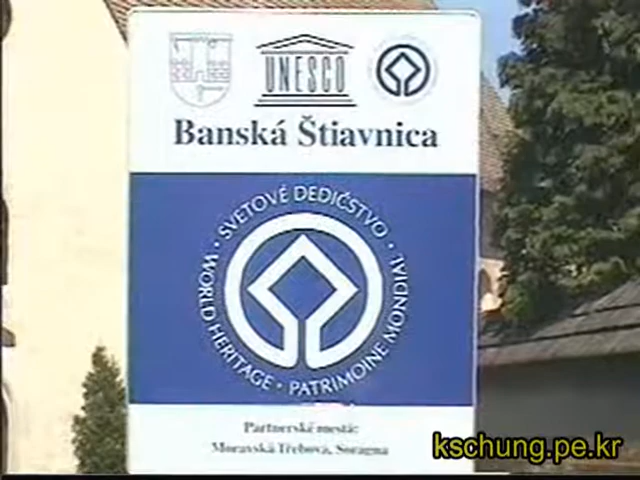 UNESCO
Banská Štiavnica
SVETOVÉ DEDIČSTVO · WORLD HERITAGE · PATRIMOINE MONDIAL ·
Partnerské mestá:
Moravská Třebová, Soragna
kschung.pe.kr